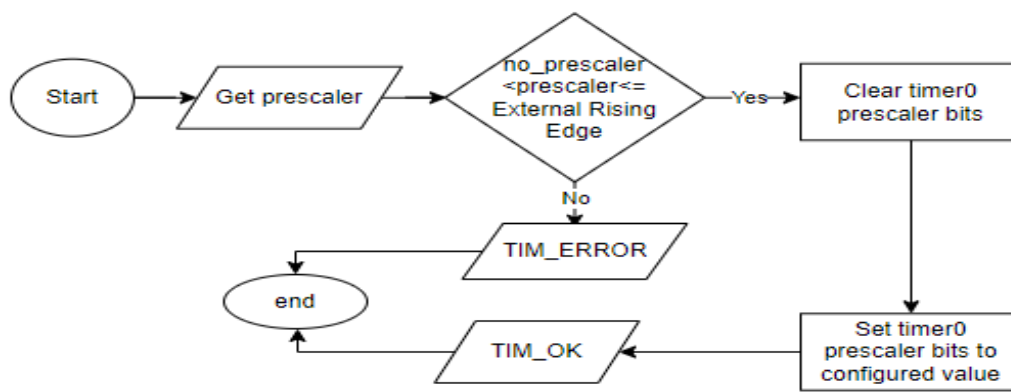 Start
Get prescaler
no_prescaler
<prescaler<=
External Rising
Edge
Yes
Clear timer0
prescaler bits
No
TIM_ERROR
end
TIM_OK
Set timer0
prescaler bits to
configured value